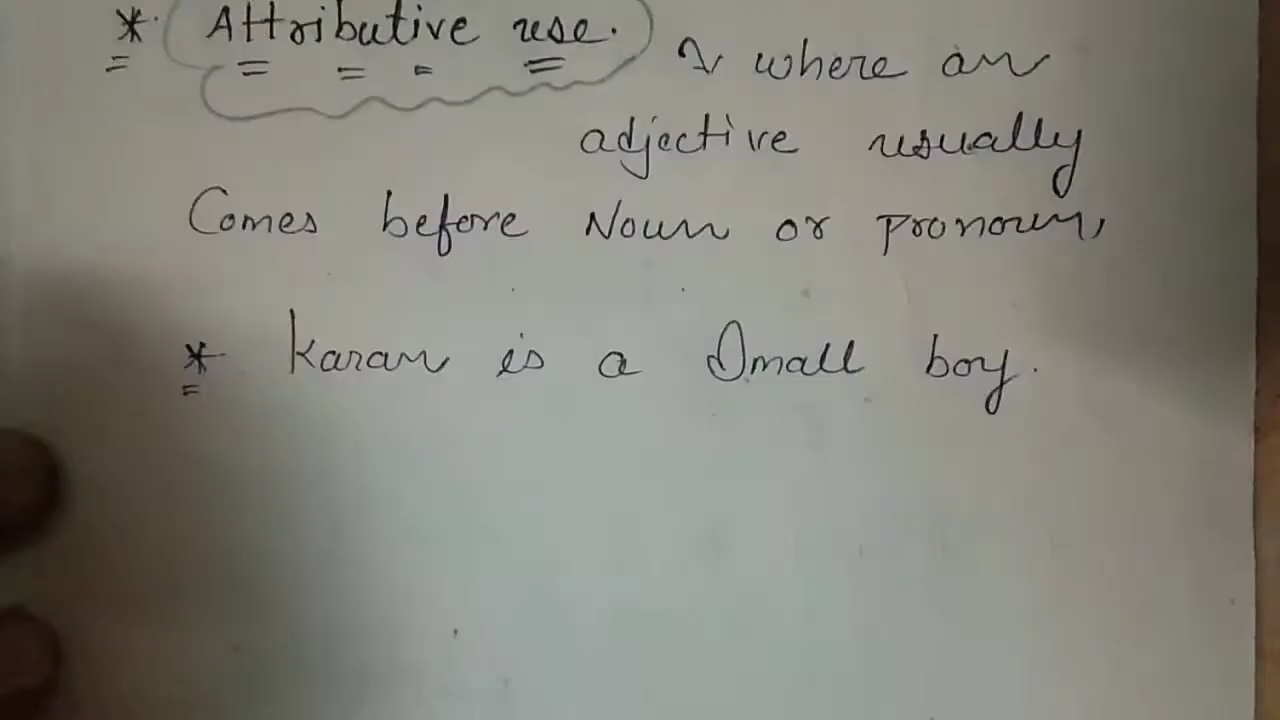 * Attributive use.
where an
adjective usually
Comes before Noun or pronoun,
* Karan is a Small boy.